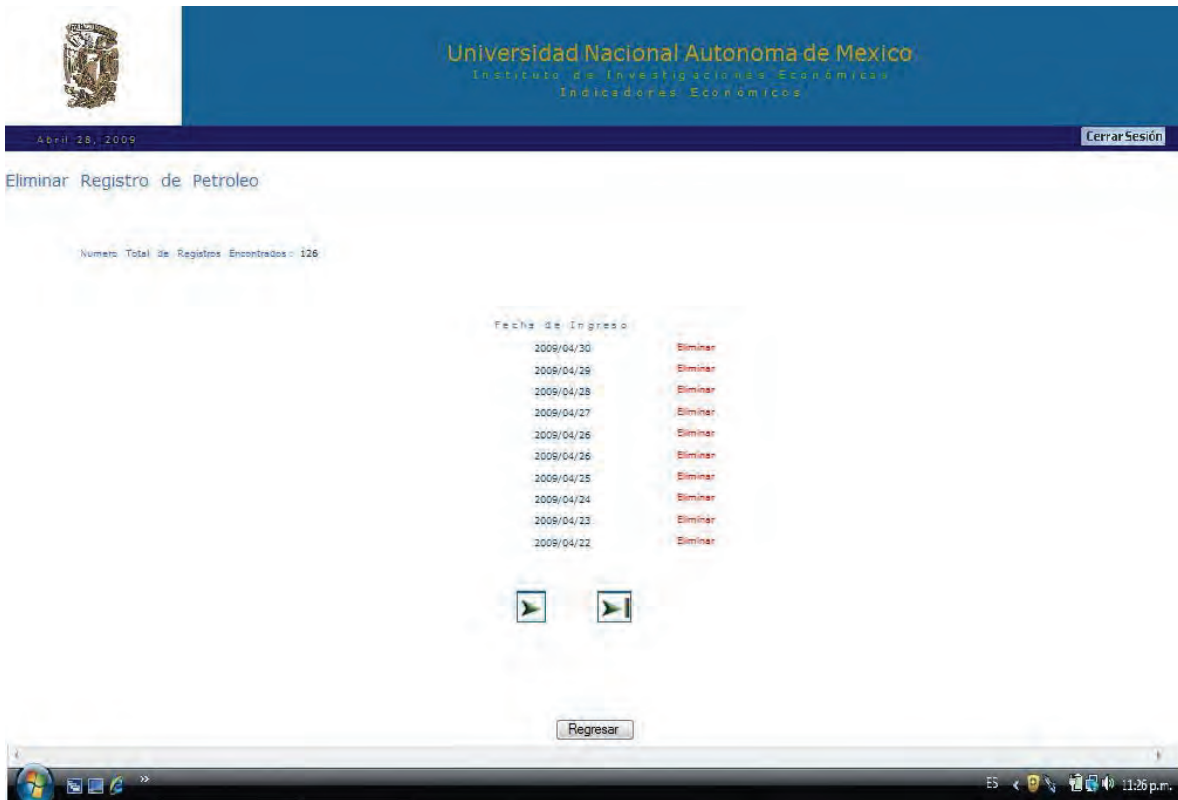 Universidad Nacional Autonoma de Mexico
Instituto de Investigaciones Económicas
Indicadores Económicos
Abril 28, 2009
Cerrar Sesión
Eliminar Registro de Petroleo
Numero Total de Registros Encontrados: 126
Fecha de Ingreso
2009/04/30 Eliminar
2009/04/29 Eliminar
2009/04/28 Eliminar
2009/04/27 Eliminar
2009/04/26 Eliminar
2009/04/26 Eliminar
2009/04/25 Eliminar
2009/04/24 Eliminar
2009/04/23 Eliminar
2009/04/22 Eliminar
Regresar
ES 11:26 p.m.